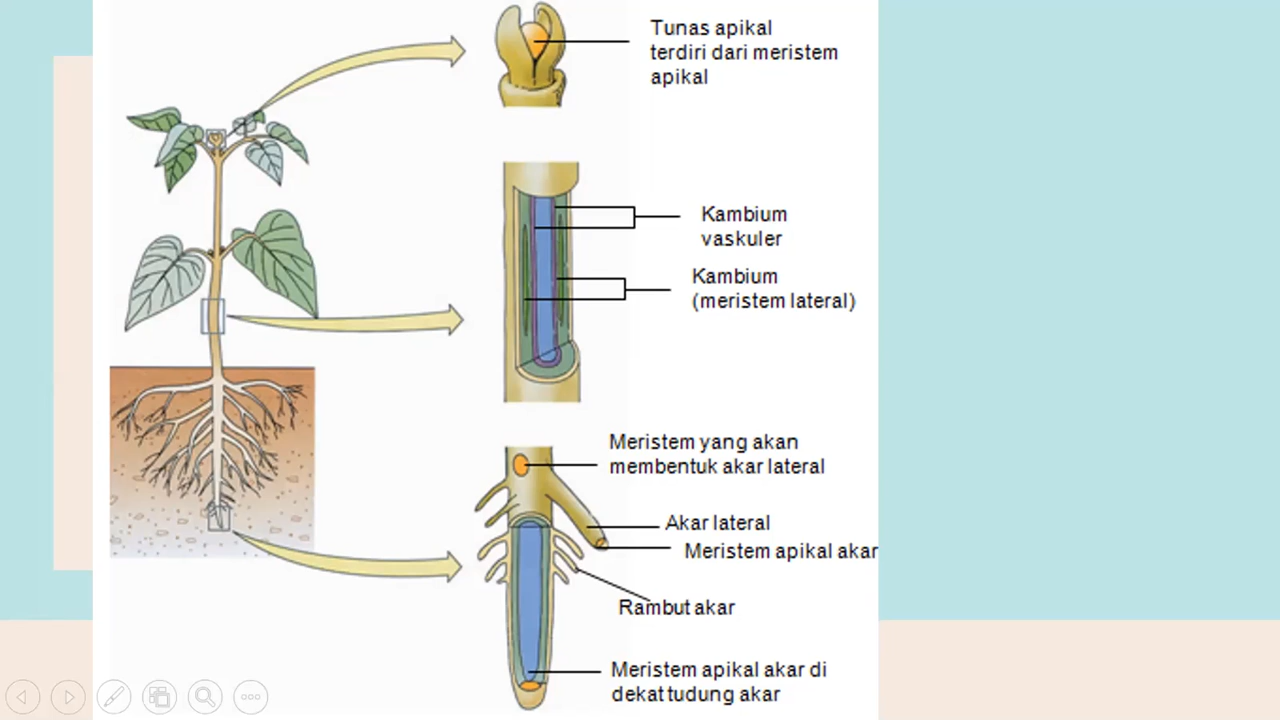 Tunas apikal
terdiri dari meristem
apikal
Kambium
vaskuler
Kambium
(meristem lateral)
Meristem yang akan
membentuk akar lateral
Akar lateral
Meristem apikal akar
Rambut akar
Meristem apikal akar di
dekat tudung akar